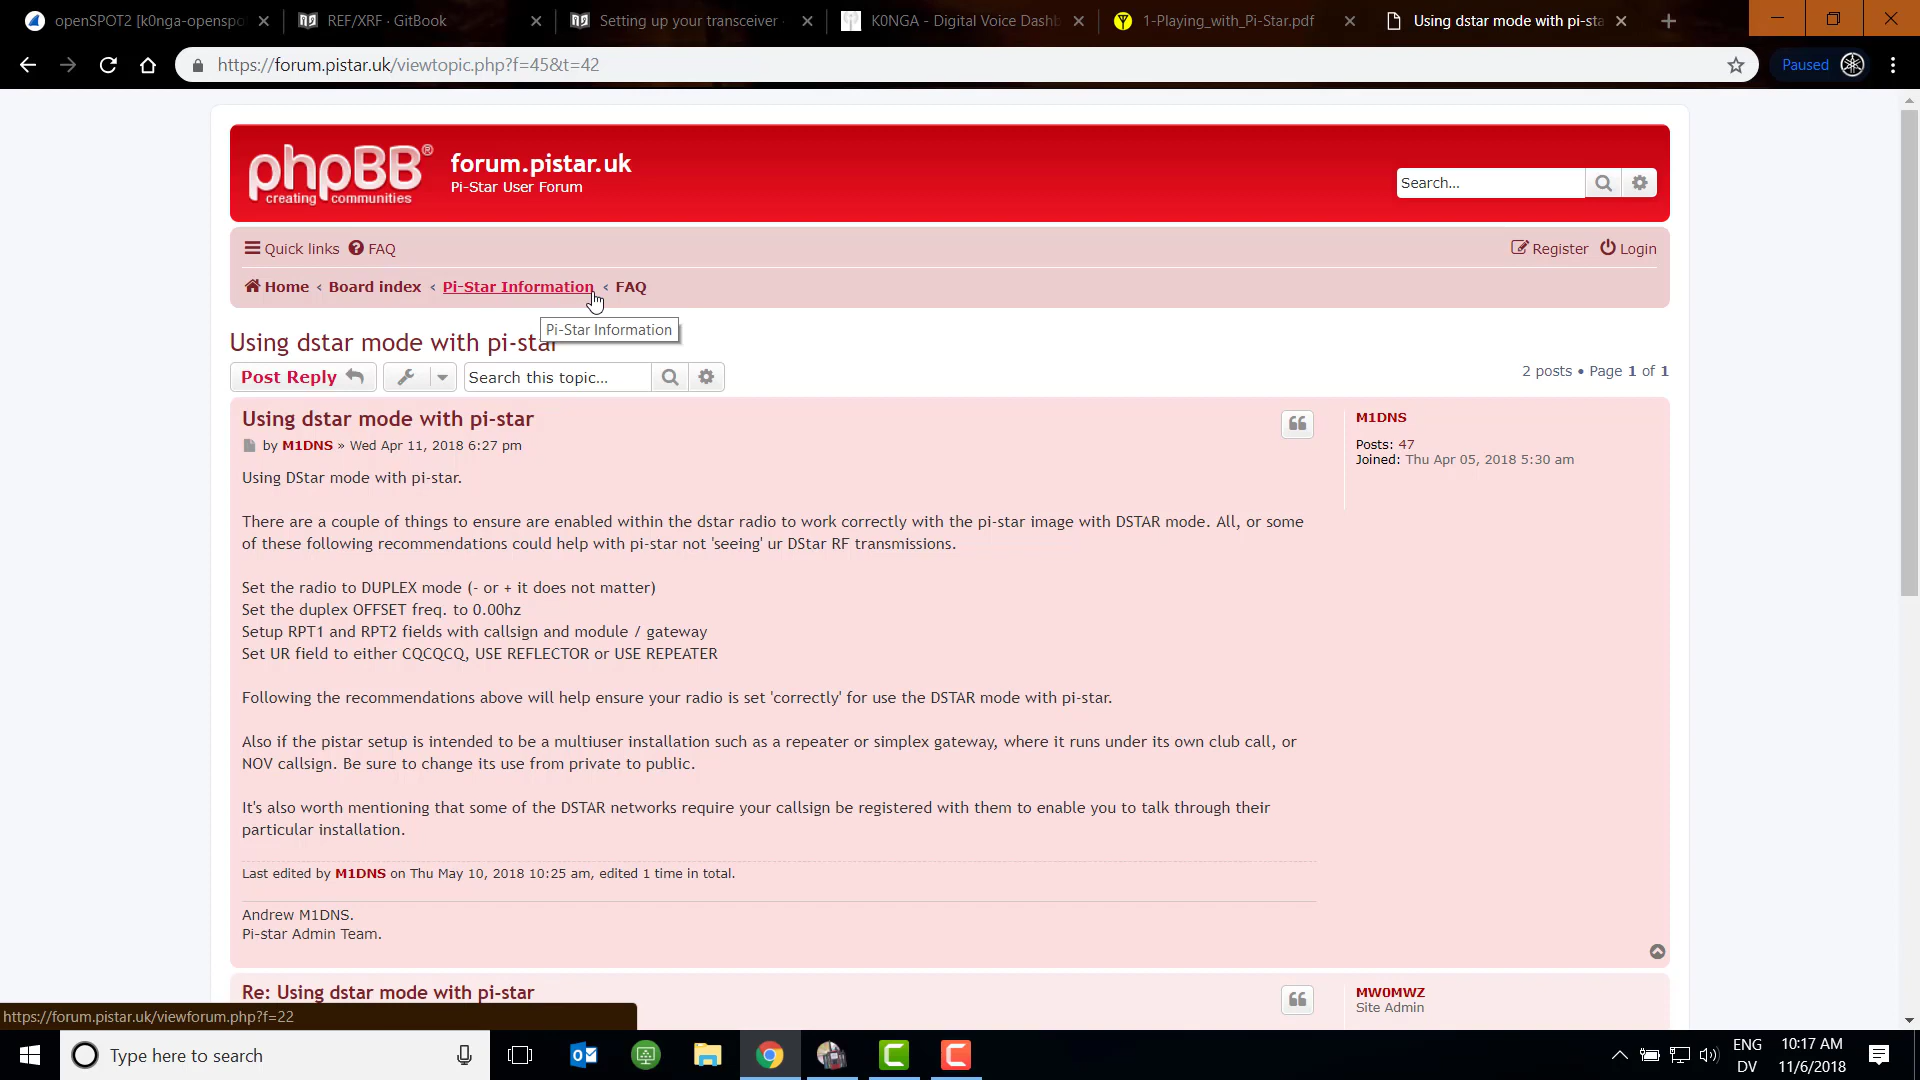 openSPOT2 [k0nga-openspo
REF/XRF · GitBook
Setting up your transceiver ·
K0NGA - Digital Voice Dashb
1-Playing_with_Pi-Star.pdf
Using dstar mode with pi-sta
https://forum.pistar.uk/viewtopic.php?f=45&t=42
Paused
phpBB®
creating communities
forum.pistar.uk
Pi-Star User Forum
Search...
Quick links FAQ
Register Login
Home ‹ Board index ‹ Pi-Star Information ‹ FAQ
Pi-Star Information
Using dstar mode with pi-star
Post Reply
Search this topic...
2 posts • Page 1 of 1
Using dstar mode with pi-star
by M1DNS » Wed Apr 11, 2018 6:27 pm
M1DNS
Posts: 47
Joined: Thu Apr 05, 2018 5:30 am
Using DStar mode with pi-star.
There are a couple of things to ensure are enabled within the dstar radio to work correctly with the pi-star image with DSTAR mode. All, or some
of these following recommendations could help with pi-star not 'seeing' ur DStar RF transmissions.
Set the radio to DUPLEX mode (- or + it does not matter)
Set the duplex OFFSET freq. to 0.00hz
Setup RPT1 and RPT2 fields with callsign and module / gateway
Set UR field to either CQCQCQ, USE REFLECTOR or USE REPEATER
Following the recommendations above will help ensure your radio is set 'correctly' for use the DSTAR mode with pi-star.
Also if the pistar setup is intended to be a multiuser installation such as a repeater or simplex gateway, where it runs under its own club call, or
NOV callsign. Be sure to change its use from private to public.
It's also worth mentioning that some of the DSTAR networks require your callsign be registered with them to enable you to talk through their
particular installation.
Last edited by M1DNS on Thu May 10, 2018 10:25 am, edited 1 time in total.
Andrew M1DNS.
Pi-star Admin Team.
Re: Using dstar mode with pi-star
MW0MWZ
Site Admin
https://forum.pistar.uk/viewforum.php?f=22
Type here to search
ENG
DV
10:17 AM
11/6/2018